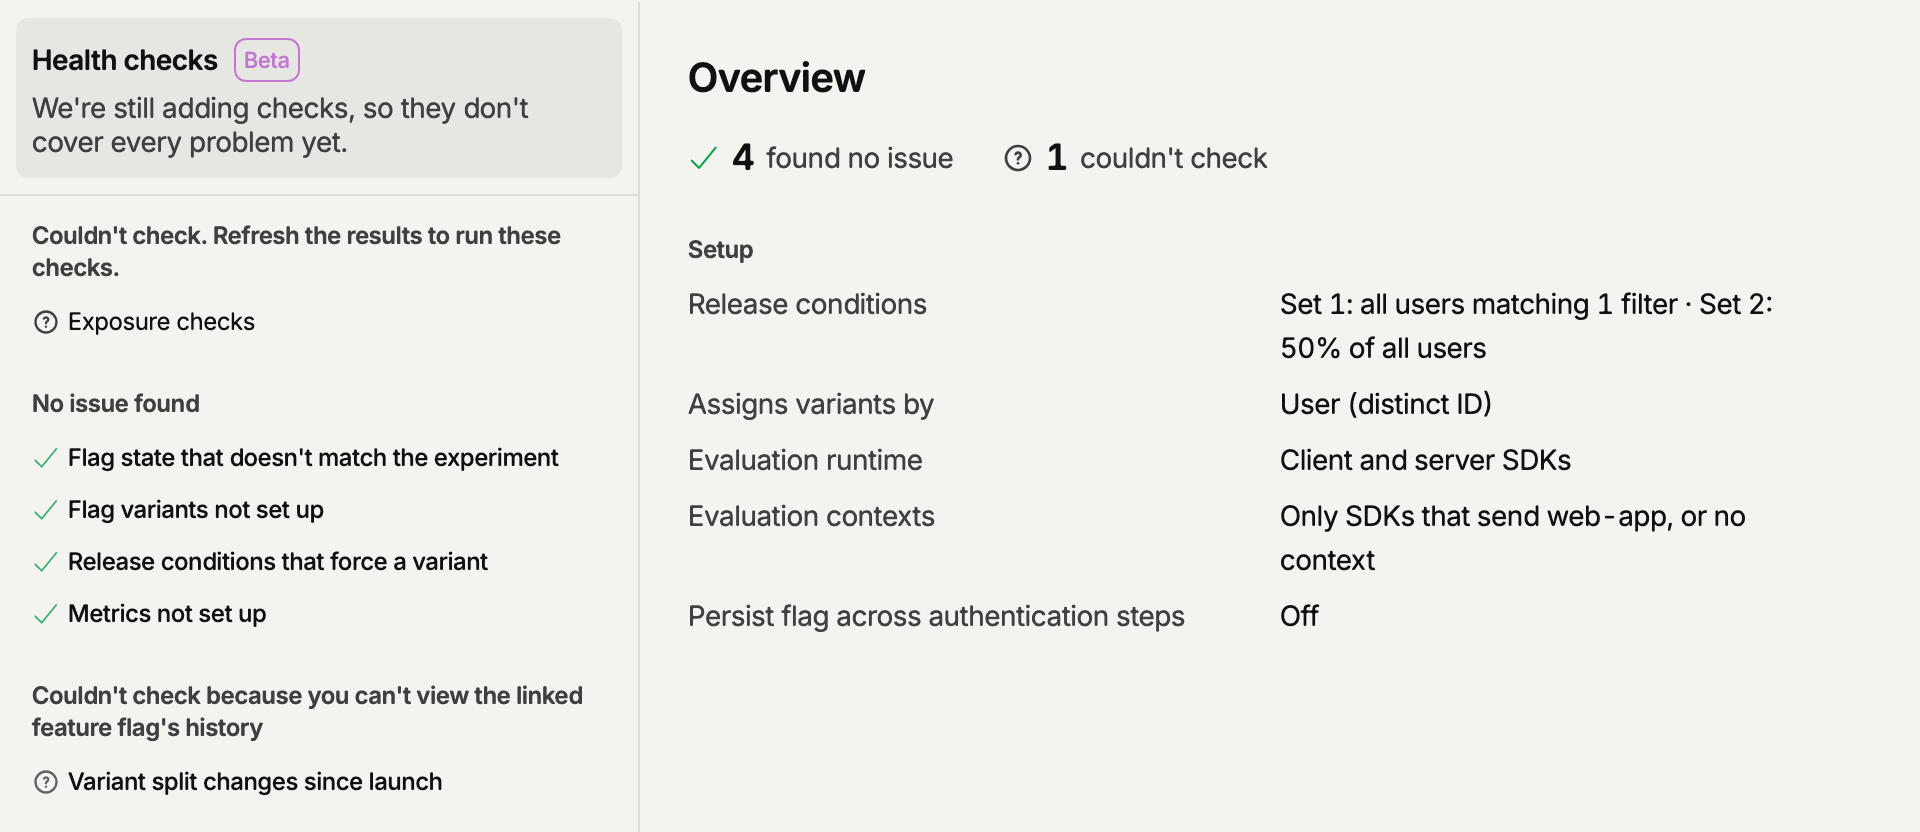 Health checks Beta
We're still adding checks, so they don't
cover every problem yet.
Couldn't check. Refresh the results to run these
checks.
Exposure checks
No issue found
Flag state that doesn't match the experiment
Flag variants not set up
Release conditions that force a variant
Metrics not set up
Couldn't check because you can't view the linked
feature flag's history
Variant split changes since launch
Overview
4 found no issue 1 couldn't check
Setup
Release conditions Set 1: all users matching 1 filter · Set 2:
50% of all users
Assigns variants by User (distinct ID)
Evaluation runtime Client and server SDKs
Evaluation contexts Only SDKs that send web-app, or no
context
Persist flag across authentication steps Off